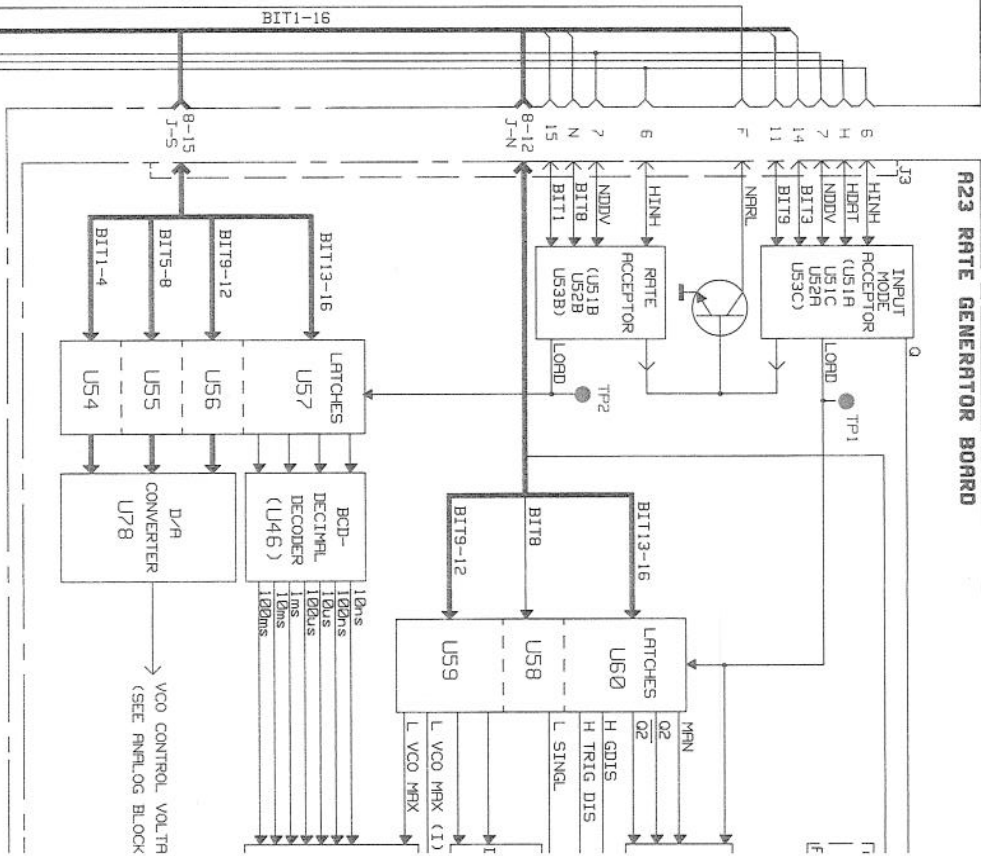 BIT1-16
8-15
J-S
8-12
J-N
15
N
7
6
F
11
14
7
H
6
J3
A23 RATE GENERATOR BOARD
BIT1
BIT8
NDDV
HINH
NARL
BIT9
BIT3
NDDV
HDAT
HINH
RATE
ACCEPTOR
(U51B
U52B
U53B)
INPUT
MODE
ACCEPTOR
(U51A
U51C
U52A
U53C)
Q
LOAD
TP2
LOAD
TP1
BIT1-4
BIT5-8
BIT9-12
BIT13-16
LATCHES
U54
U55
U56
U57
D/A
CONVERTER
U78
BCD-
DECIMAL
DECODER
(U46)
100ms
10ms
1ms
100us
10us
100ns
10ns
VCO CONTROL VOLTA
(SEE ANALOG BLOCK
BIT9-12
BIT8
BIT13-16
LATCHES
U59
U58
U60
L VCO MAX
L VCO MAX (I)
L SINGL
H TRIG DIS
H GDIS
Q2
Q2
MAN